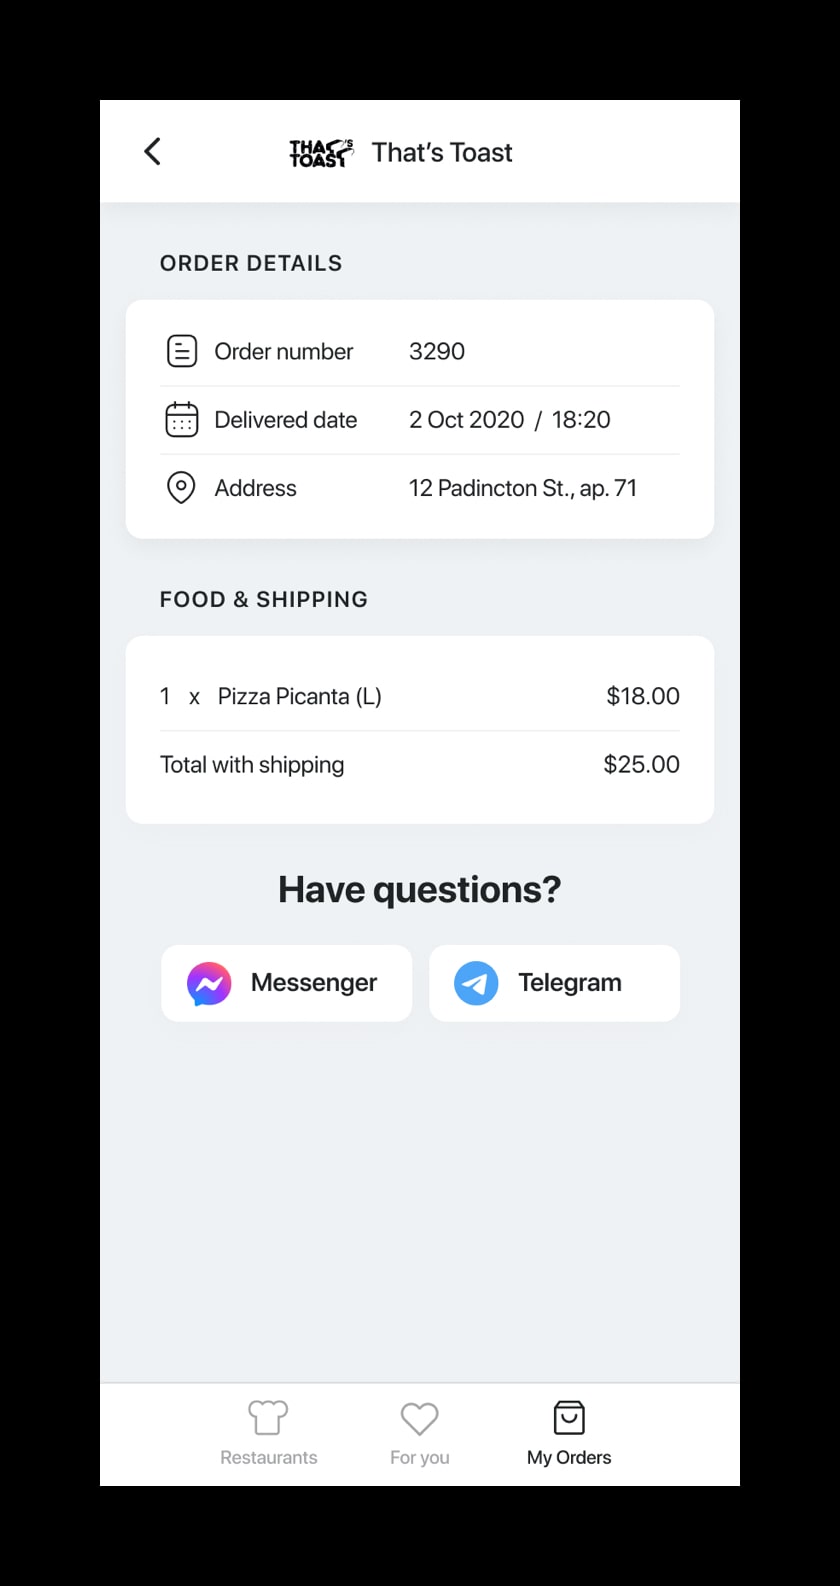 THAT'S
TOAST
That’s Toast
ORDER DETAILS
Order number 3290
Delivered date 2 Oct 2020 / 18:20
Address 12 Padincton St., ap. 71
FOOD & SHIPPING
1 x Pizza Picanta (L) $18.00
Total with shipping $25.00
Have questions?
Messenger Telegram
Restaurants For you My Orders